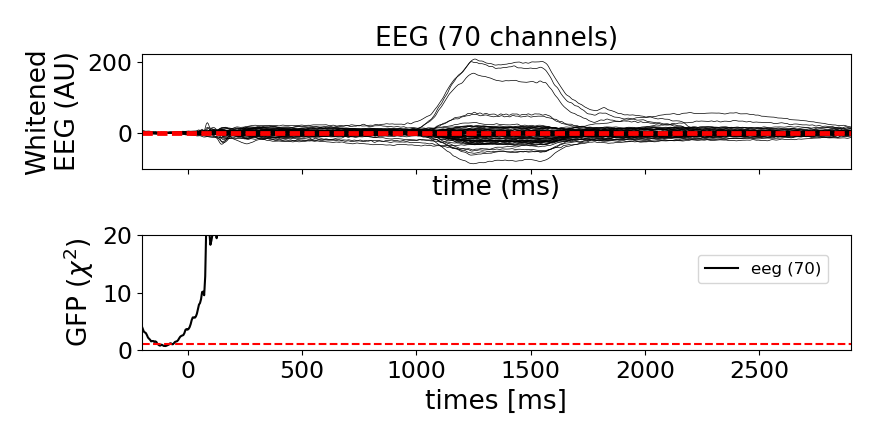 EEG (70 channels)
Whitened
EEG (AU)
200
0
time (ms)
GFP (χ²)
20
10
0
eeg (70)
0 500 1000 1500 2000 2500
times [ms]